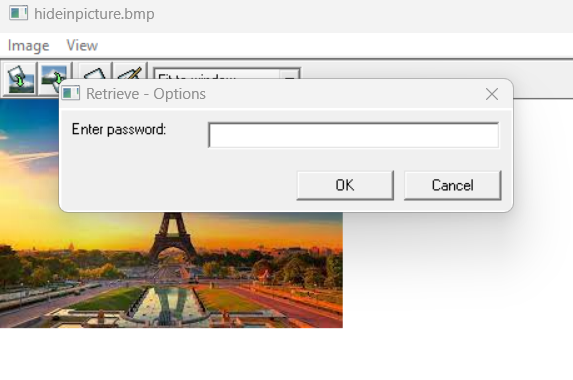 hideinpicture.bmp
Image View
Retrieve - Options
Enter password:
OK Cancel